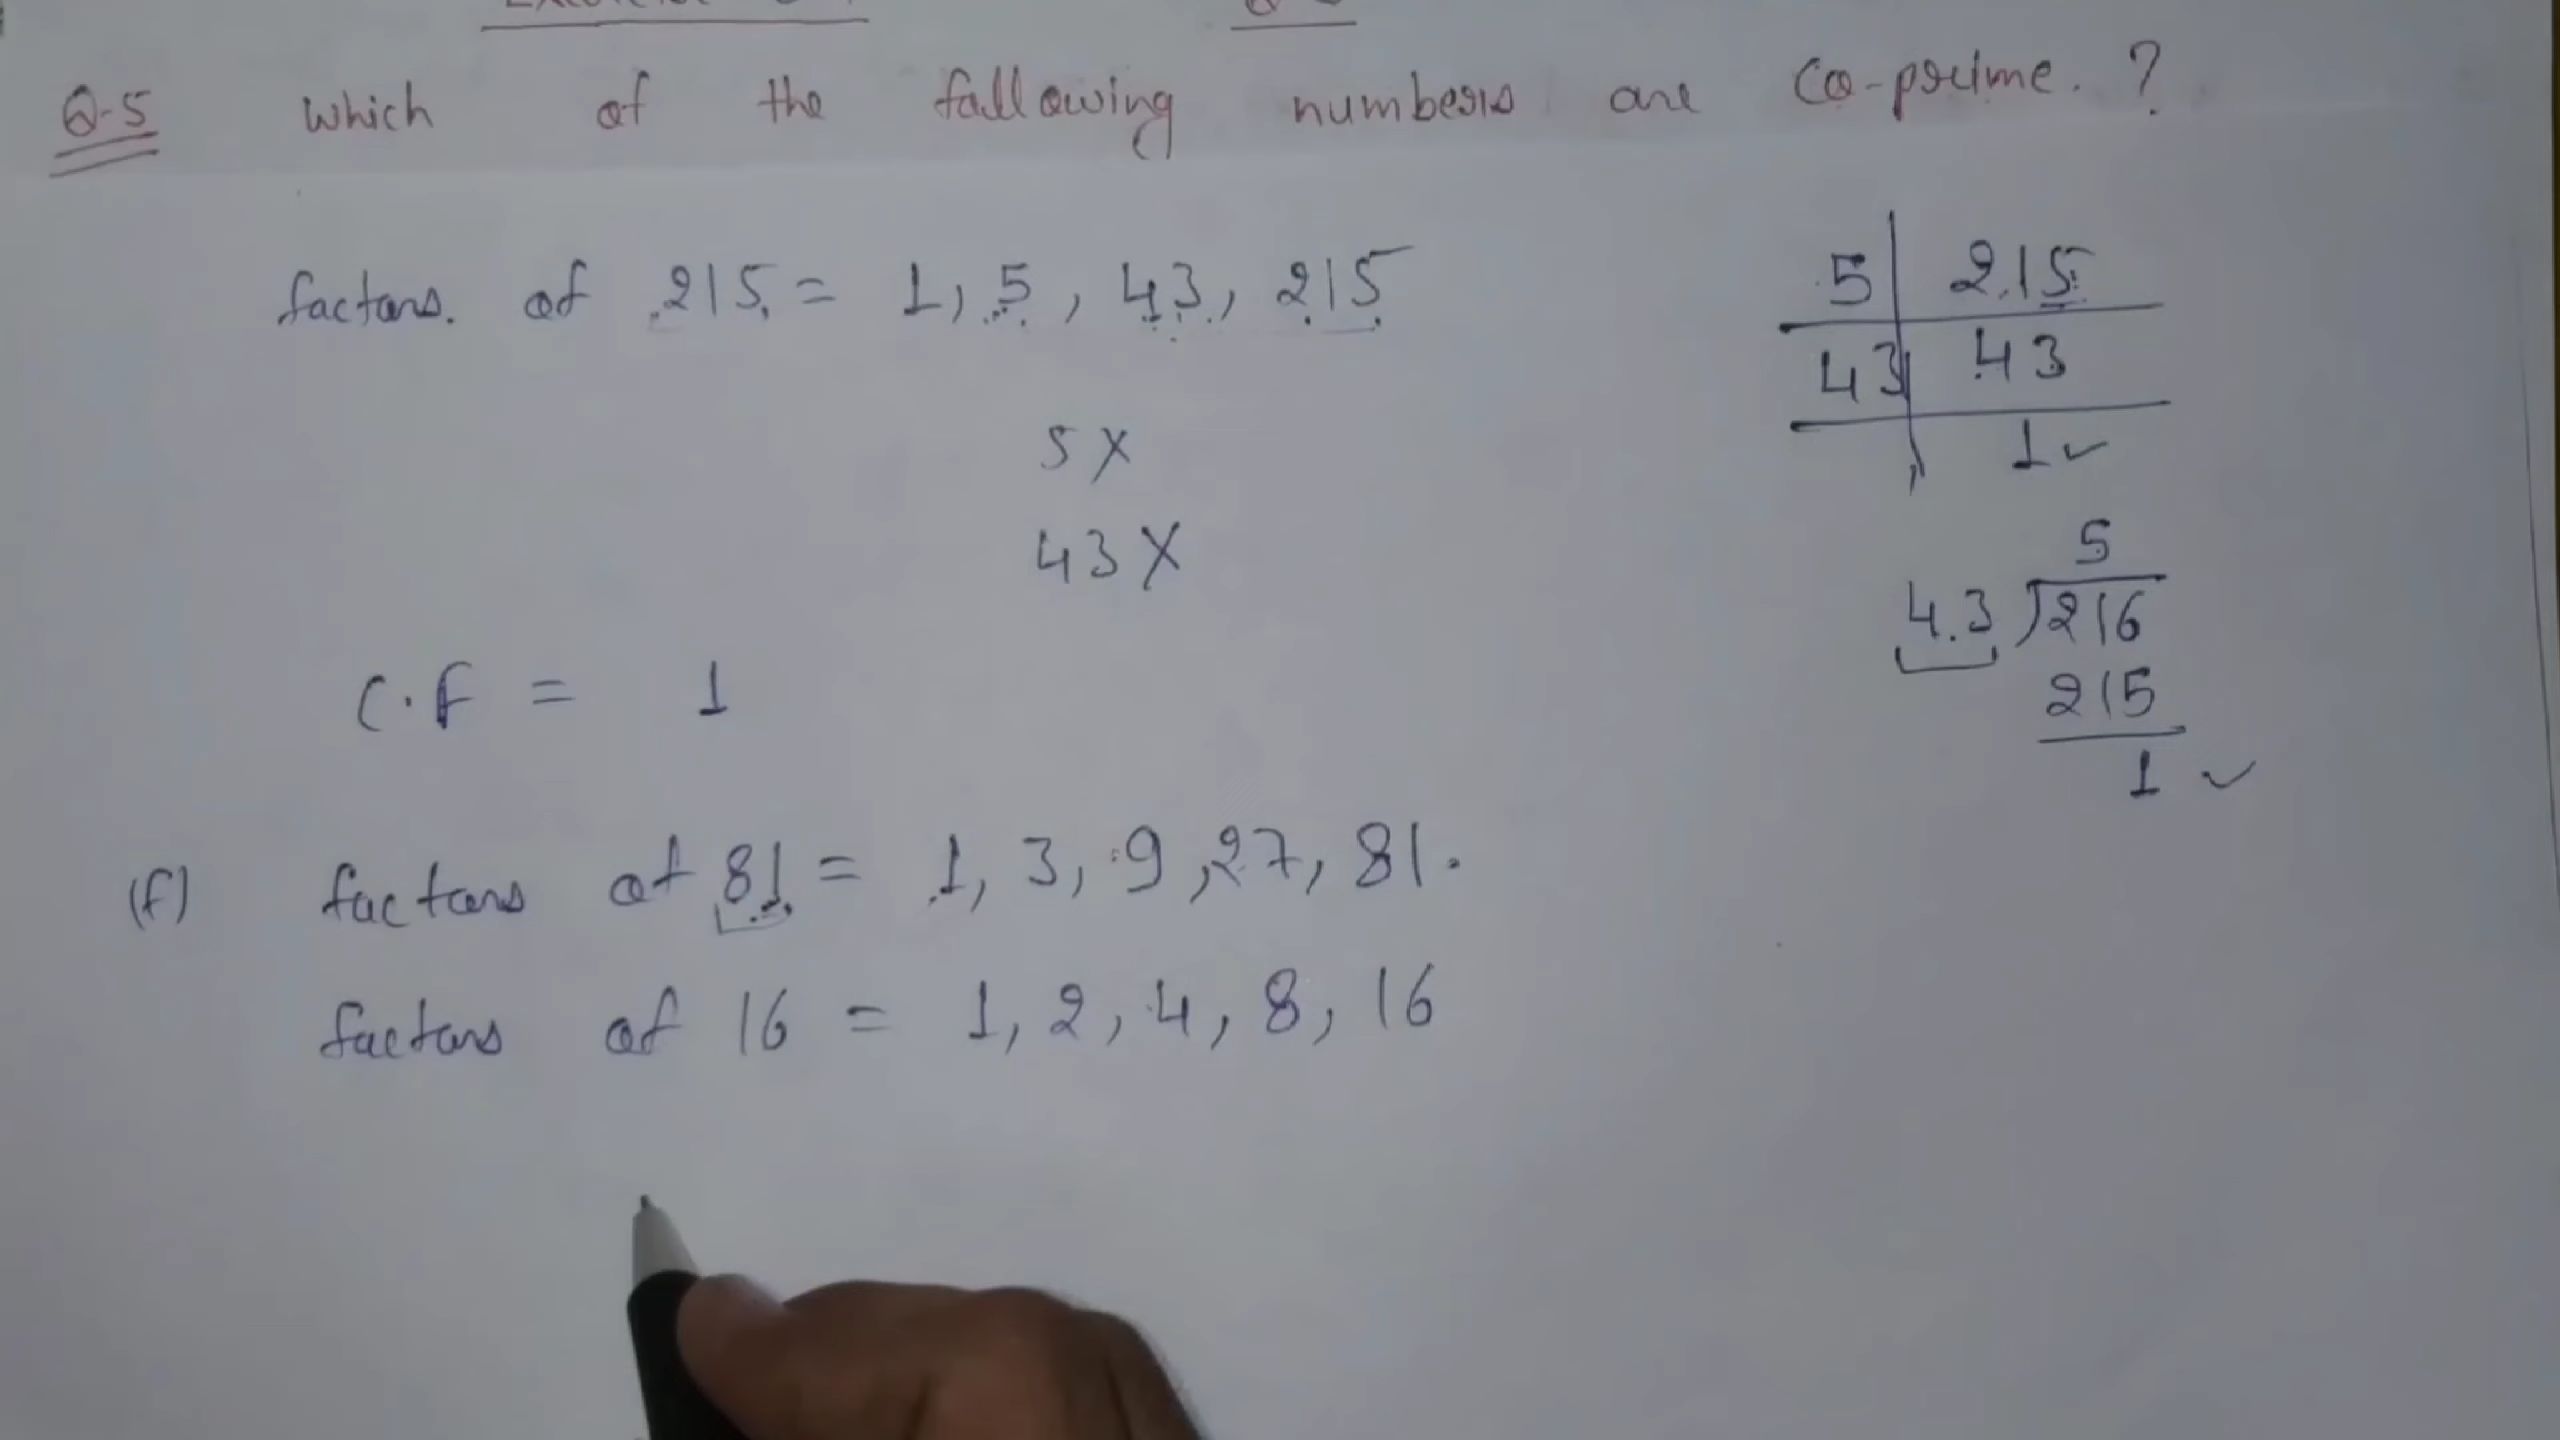 Q-5 Which of the fallowing numbers are Co-prime. ?
factors. of 215 = 1, 5, 43, 215
5 X
43 X
C.F = 1
(f) factors of 81 = 1, 3, 9, 27, 81.
factors of 16 = 1, 2, 4, 8, 16
5 | 215
43 | 43
1 ✓
5
43 ) 216
215
1 ✓